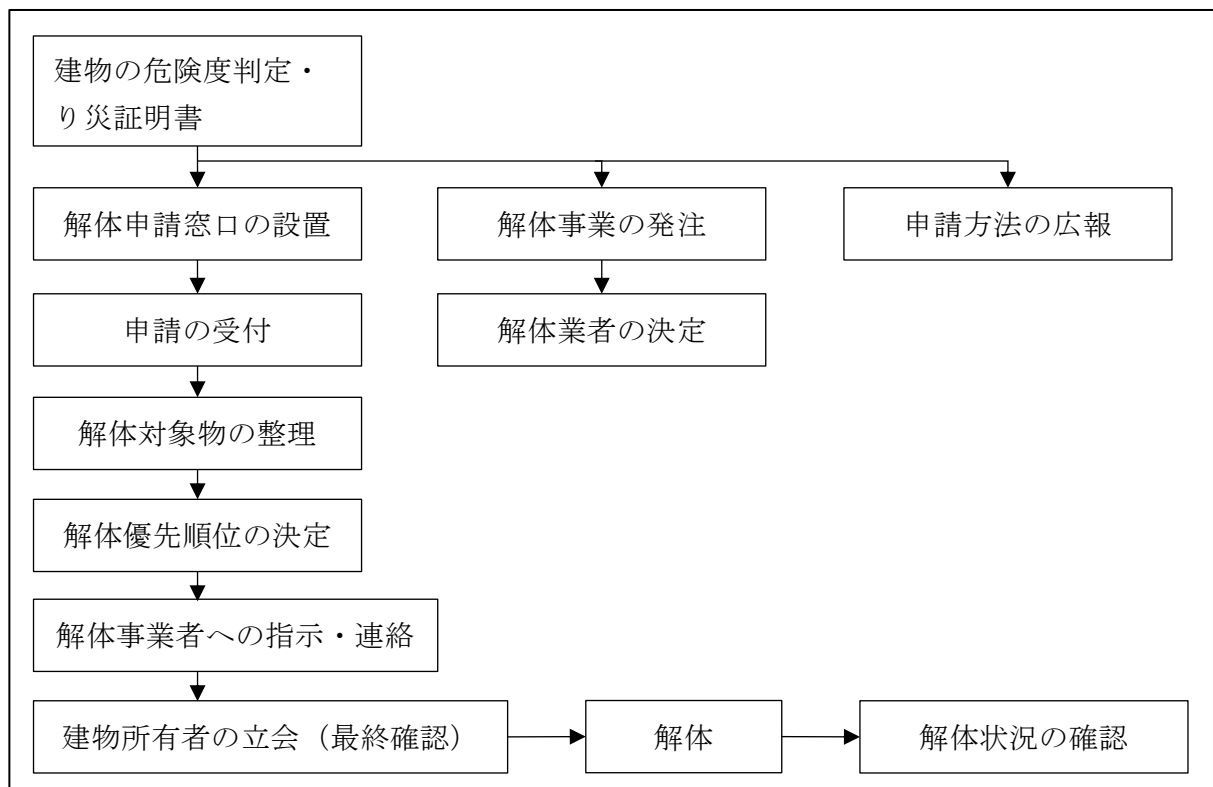 建物の危険度判定・
り災証明書
解体申請窓口の設置
解体事業の発注
申請方法の広報
申請の受付
解体業者の決定
解体対象物の整理
解体優先順位の決定
解体事業者への指示・連絡
建物所有者の立会（最終確認）
解体
解体状況の確認